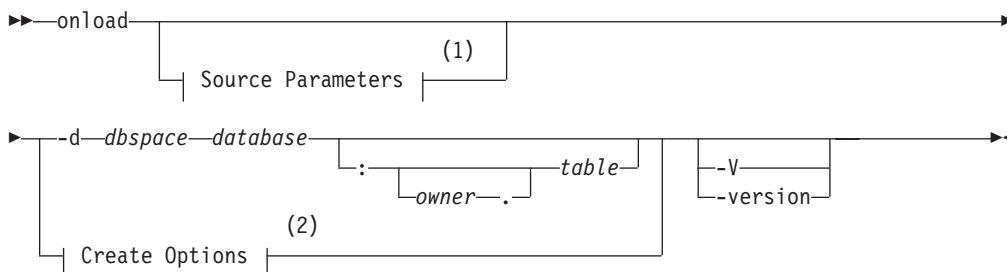 onload
(1)
Source Parameters
-d dbspace database
: table
owner .
-V
-version
(2)
Create Options